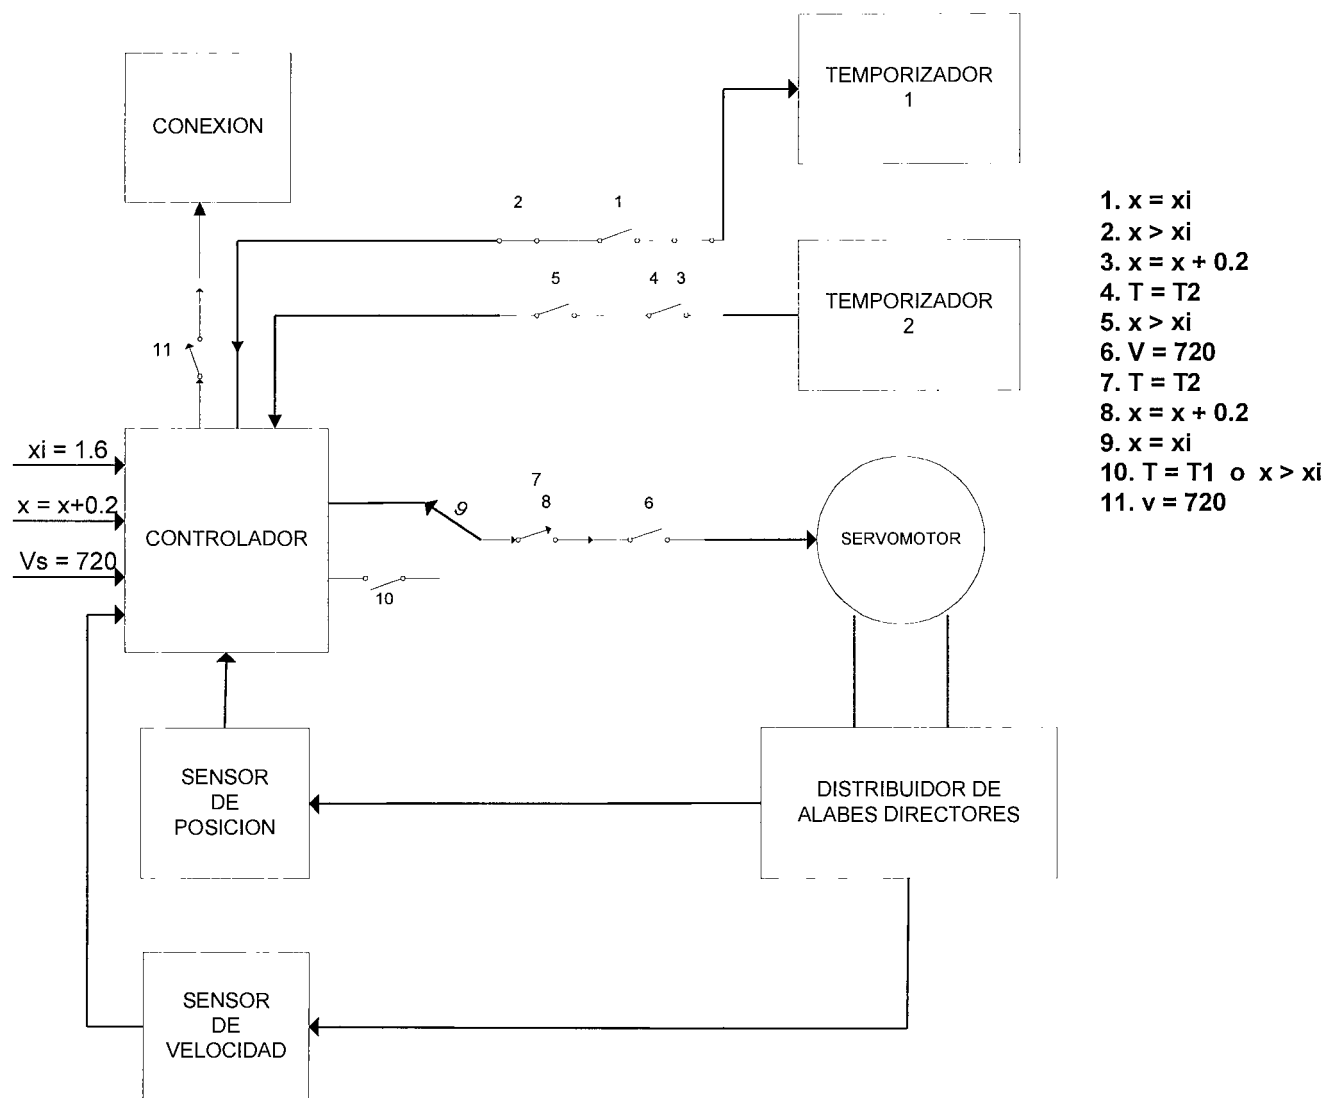 TEMPORIZADOR
1
CONEXION
2
1
5
4
3
TEMPORIZADOR
2
11
xi = 1.6
x = x+0.2
Vs = 720
CONTROLADOR
9
7
8
6
10
SERVOMOTOR
SENSOR
DE
POSICION
DISTRIBUIDOR DE
ALABES DIRECTORES
SENSOR
DE
VELOCIDAD
1. x = xi
2. x > xi
3. x = x + 0.2
4. T = T2
5. x > xi
6. V = 720
7. T = T2
8. x = x + 0.2
9. x = xi
10. T = T1 o x > xi
11. v = 720